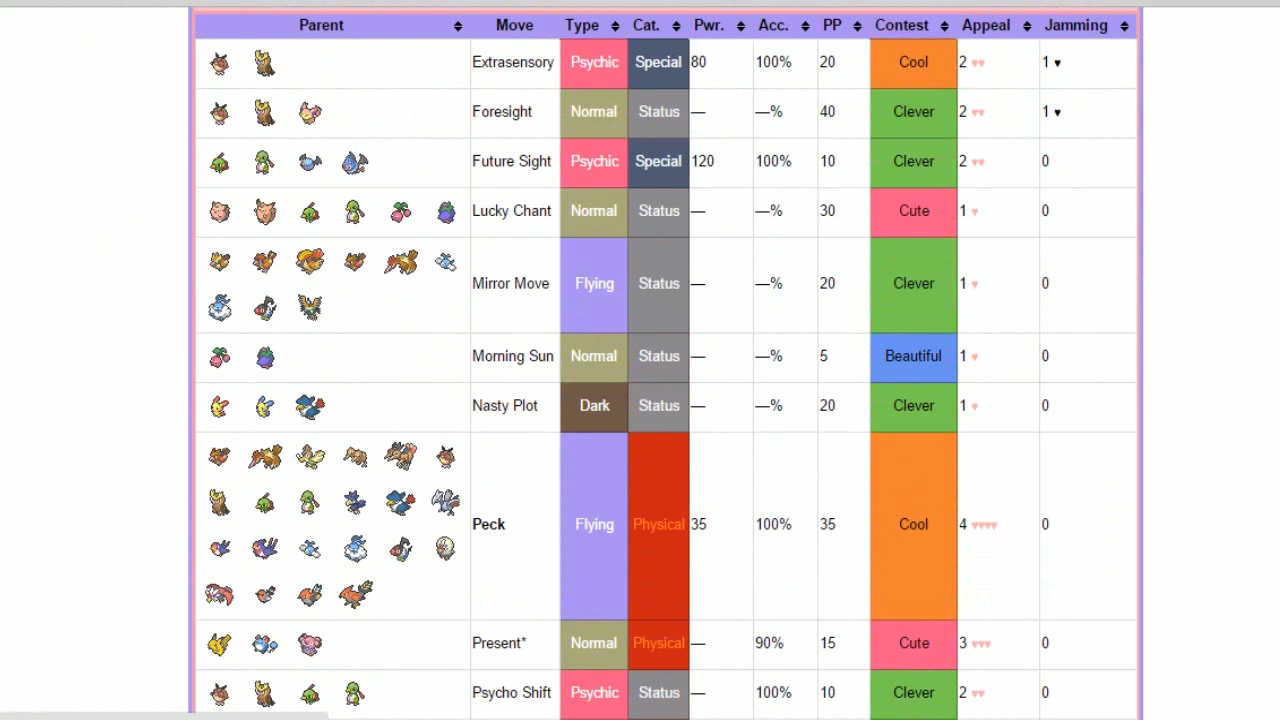 Parent Move Type Cat. Pwr. Acc. PP Contest Appeal Jamming
Extrasensory Psychic Special 80 100% 20 Cool 2 ♥♥ 1 ♥
Foresight Normal Status — —% 40 Clever 2 ♥♥ 1 ♥
Future Sight Psychic Special 120 100% 10 Clever 2 ♥♥ 0
Lucky Chant Normal Status — —% 30 Cute 1 ♥ 0
Mirror Move Flying Status — —% 20 Clever 1 ♥ 0
Morning Sun Normal Status — —% 5 Beautiful 1 ♥ 0
Nasty Plot Dark Status — —% 20 Clever 1 ♥ 0
Peck Flying Physical 35 100% 35 Cool 4 ♥♥♥♥ 0
Present* Normal Physical — 90% 15 Cute 3 ♥♥♥ 0
Psycho Shift Psychic Status — 100% 10 Clever 2 ♥♥ 0